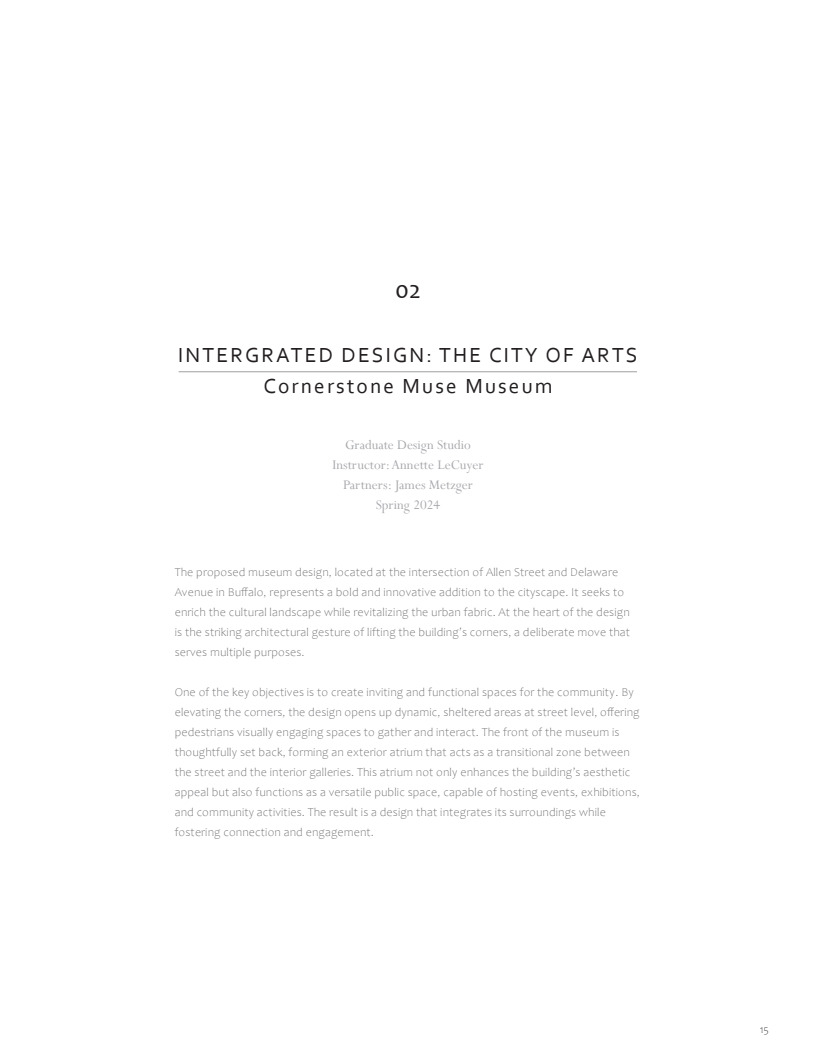 02
INTERGRATED DESIGN: THE CITY OF ARTS
Cornerstone Muse Museum
Graduate Design Studio
Instructor: Annette LeCuyer
Partners: James Metzger
Spring 2024
The proposed museum design, located at the intersection of Allen Street and Delaware
Avenue in Buffalo, represents a bold and innovative addition to the cityscape. It seeks to
enrich the cultural landscape while revitalizing the urban fabric. At the heart of the design
is the striking architectural gesture of lifting the building's corners, a deliberate move that
serves multiple purposes.
One of the key objectives is to create inviting and functional spaces for the community. By
elevating the corners, the design opens up dynamic, sheltered areas at street level, offering
pedestrians visually engaging spaces to gather and interact. The front of the museum is
thoughtfully set back, forming an exterior atrium that acts as a transitional zone between
the street and the interior galleries. This atrium not only enhances the building's aesthetic
appeal but also functions as a versatile public space, capable of hosting events, exhibitions,
and community activities. The result is a design that integrates its surroundings while
fostering connection and engagement.
15